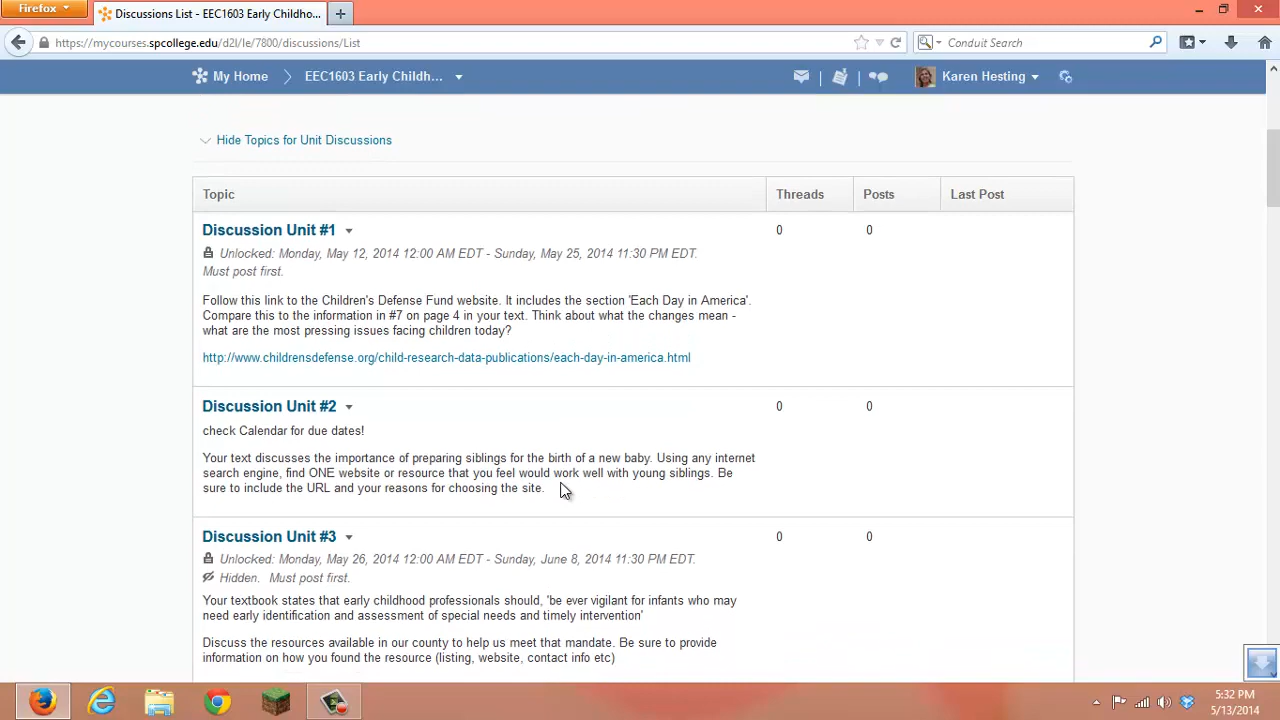 Firefox
Discussions List - EEC1603 Early Childho...
https://mycourses.spcollege.edu/d2l/le/7800/discussions/List
Conduit Search
My Home
EEC1603 Early Childh...
Karen Hesting
Hide Topics for Unit Discussions
Topic Threads Posts Last Post
Discussion Unit #1 0 0
Unlocked: Monday, May 12, 2014 12:00 AM EDT - Sunday, May 25, 2014 11:30 PM EDT.
Must post first.
Follow this link to the Children's Defense Fund website. It includes the section 'Each Day in America'.
Compare this to the information in #7 on page 4 in your text. Think about what the changes mean -
what are the most pressing issues facing children today?
http://www.childrensdefense.org/child-research-data-publications/each-day-in-america.html
Discussion Unit #2 0 0
check Calendar for due dates!
Your text discusses the importance of preparing siblings for the birth of a new baby. Using any internet
search engine, find ONE website or resource that you feel would work well with young siblings. Be
sure to include the URL and your reasons for choosing the site.
Discussion Unit #3 0 0
Unlocked: Monday, May 26, 2014 12:00 AM EDT - Sunday, June 8, 2014 11:30 PM EDT.
Hidden. Must post first.
Your textbook states that early childhood professionals should, 'be ever vigilant for infants who may
need early identification and assessment of special needs and timely intervention'
Discuss the resources available in our county to help us meet that mandate. Be sure to provide
information on how you found the resource (listing, website, contact info etc)
5:32 PM
5/13/2014